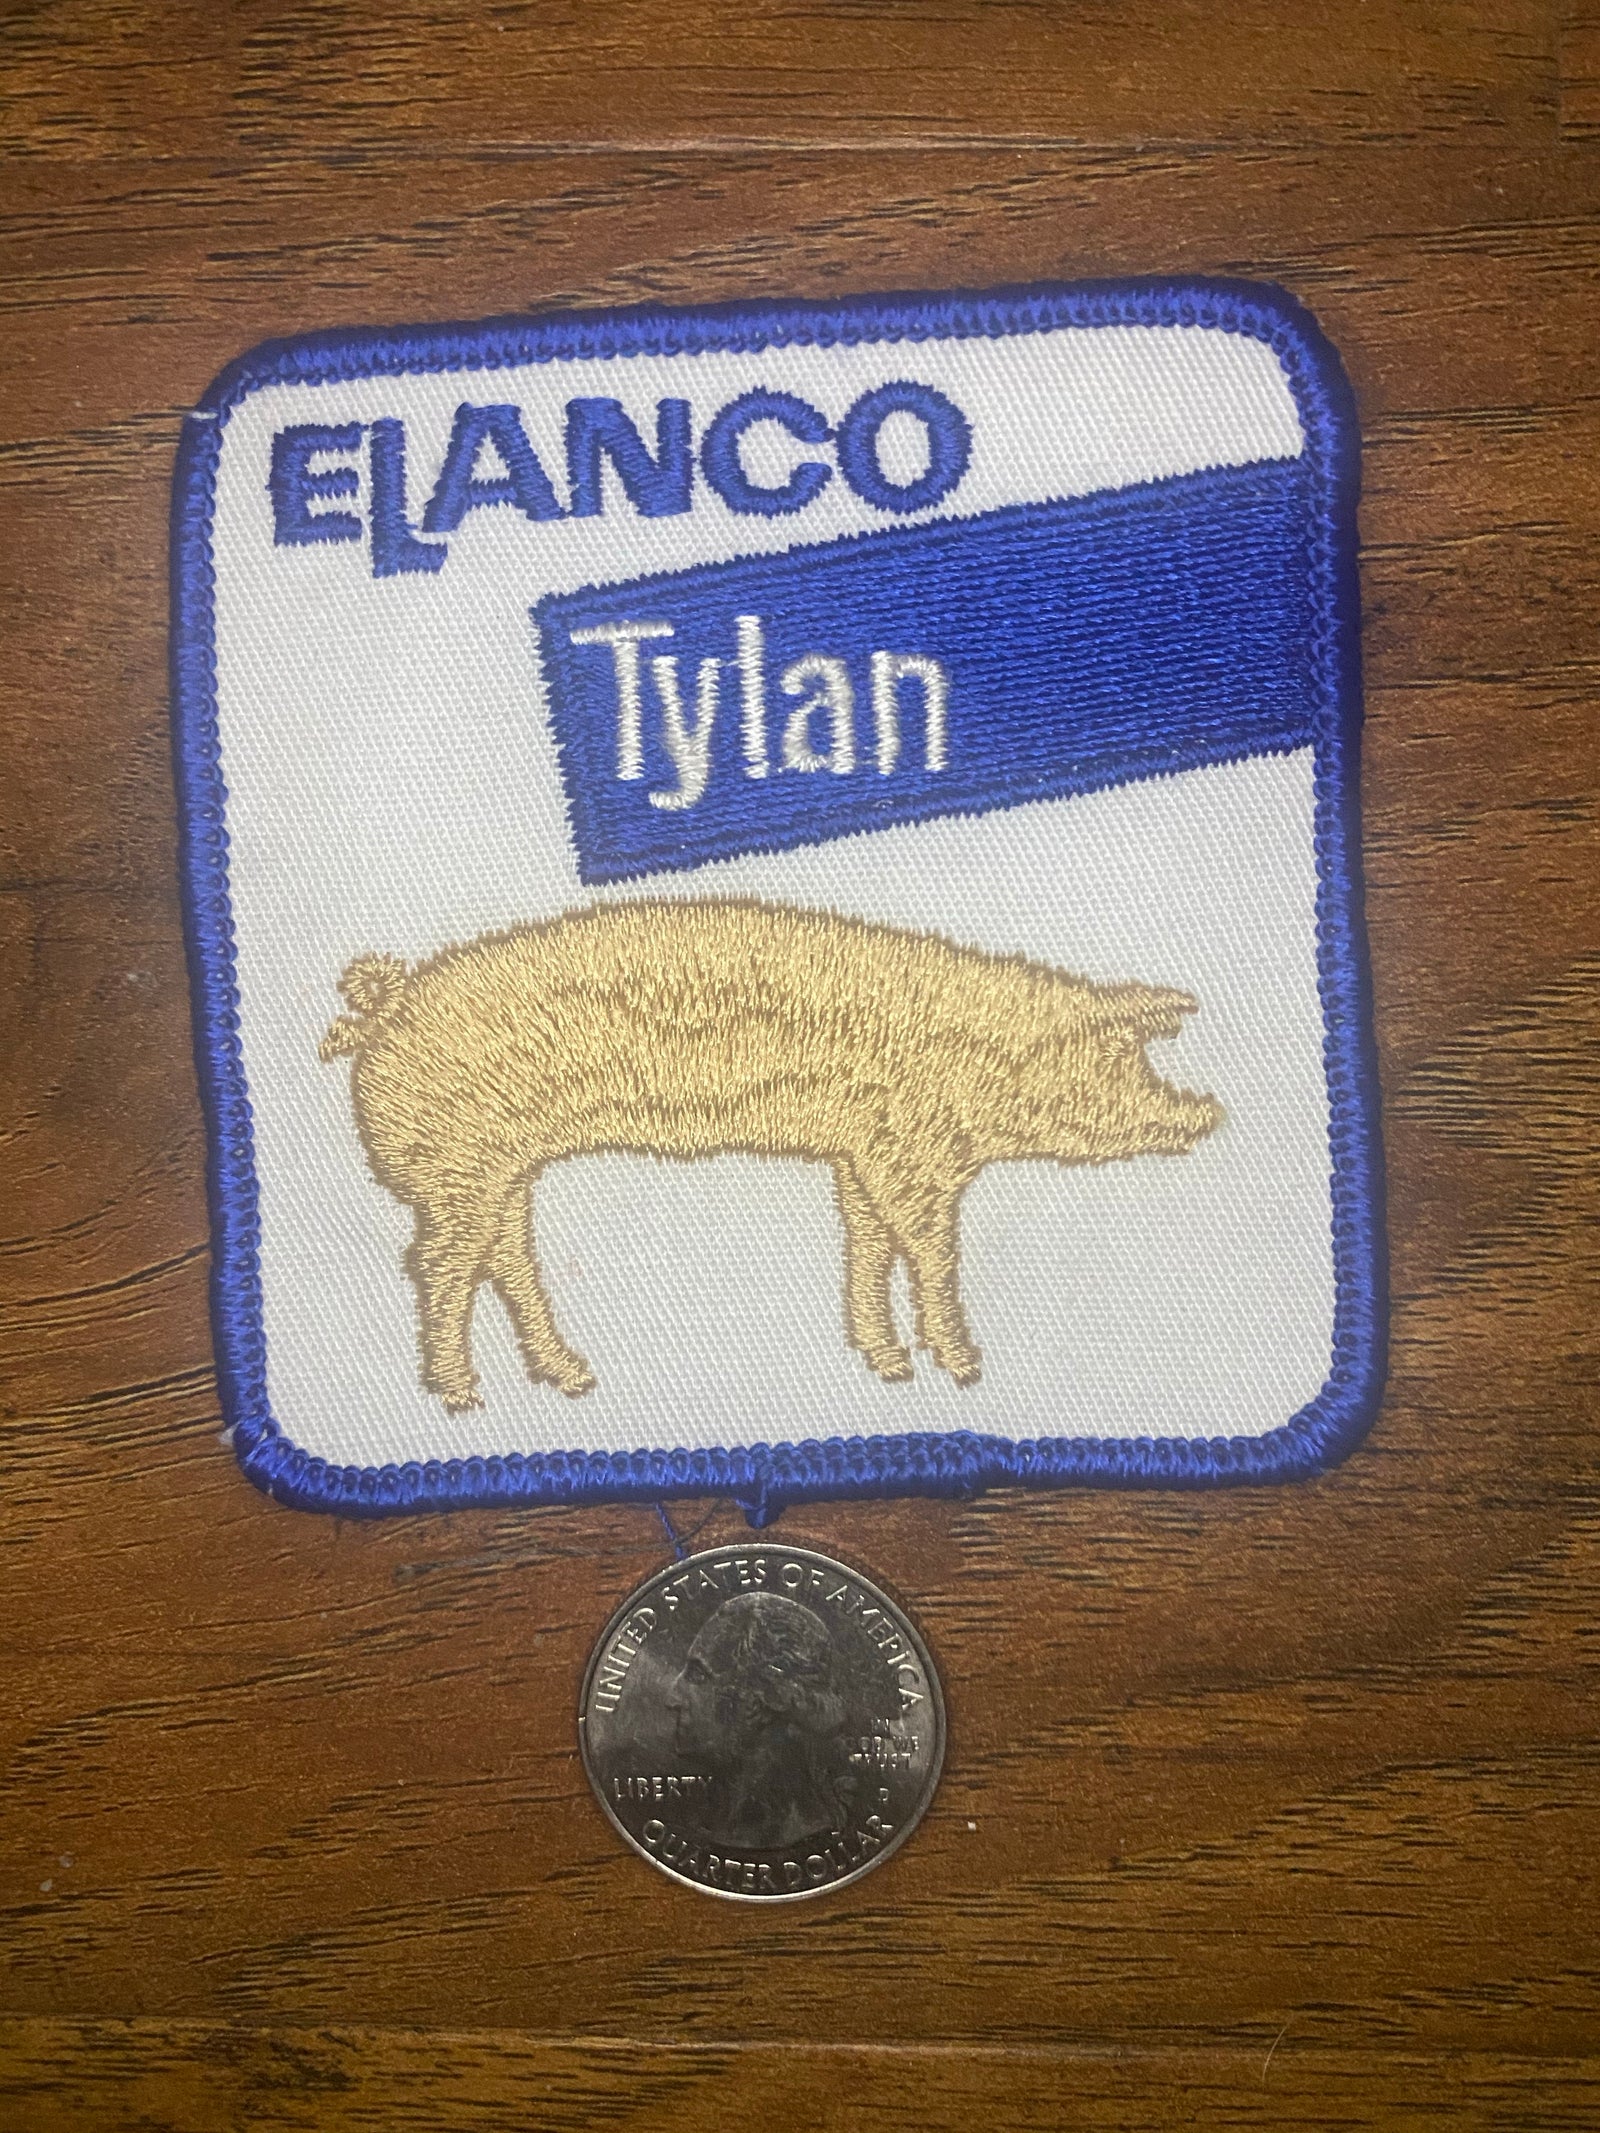 ELANCO
Tylan
UNITED STATES OF AMERICA
IN
GOD WE
TRUST
LIBERTY
D
QUARTER DOLLAR